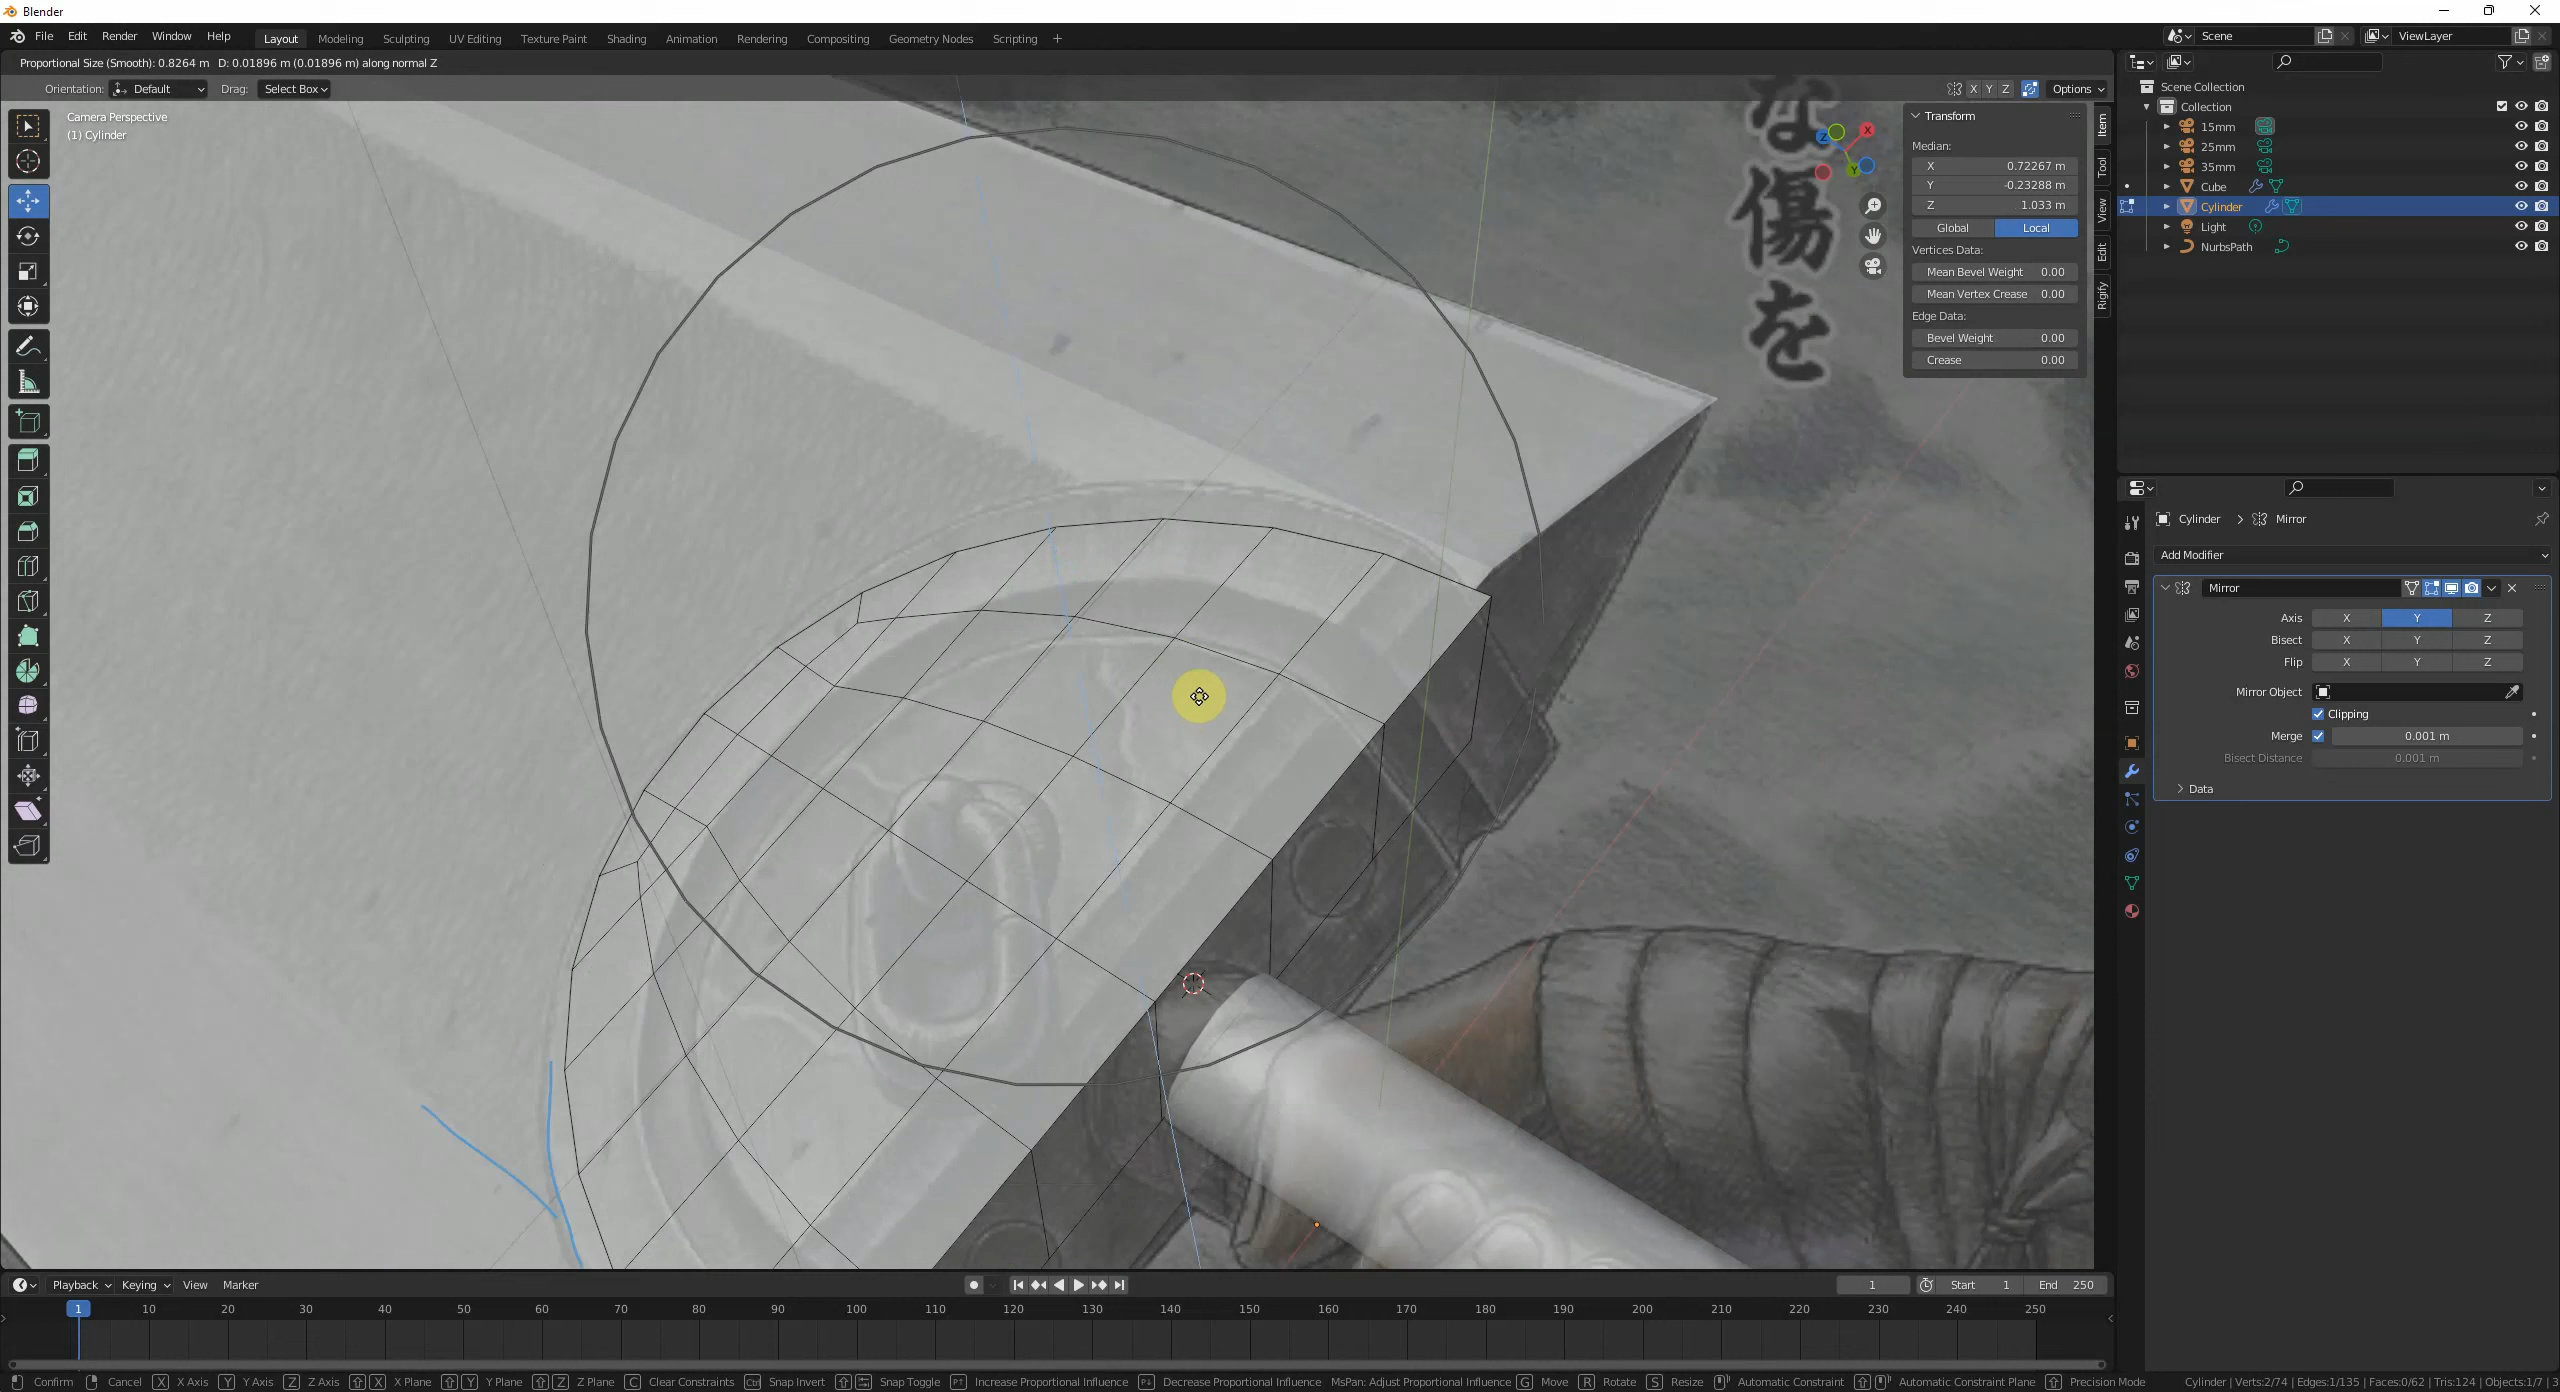 Blender
File Edit Render Window Help Layout Modeling Sculpting UV Editing Texture Paint Shading Animation Rendering Compositing Geometry Nodes Scripting + Scene ViewLayer
Proportional Size (Smooth): 0.8264 m D: 0.01896 m (0.01896 m) along normal Z
Orientation: Default Drag: Select Box X Y Z Options
Camera Perspective
(1) Cylinder
な傷を
X
Z
Y
Transform
Median:
X 0.72267 m
Y -0.23288 m
Z 1.033 m
Global Local
Vertices Data:
Mean Bevel Weight 0.00
Mean Vertex Crease 0.00
Edge Data:
Bevel Weight 0.00
Crease 0.00
Item
Tool
View
Edit
Rigify
Scene Collection
Collection
15mm
25mm
35mm
Cube
Cylinder
Light
NurbsPath
Cylinder > Mirror
Add Modifier
Mirror
Axis X Y Z
Bisect X Y Z
Flip X Y Z
Mirror Object
Clipping
Merge 0.001 m
Bisect Distance 0.001 m
Data
Playback Keying View Marker 1 Start 1 End 250
1 10 20 30 40 50 60 70 80 90 100 110 120 130 140 150 160 170 180 190 200 210 220 230 240 250
Confirm Cancel X X Axis Y Y Axis Z Z Axis X X Plane Y Y Plane Z Z Plane C Clear Constraints Ctrl Snap Invert Snap Toggle P↑ Increase Proportional Influence P↓ Decrease Proportional Influence MsPan: Adjust Proportional Influence G Move R Rotate S Resize Automatic Constraint Automatic Constraint Plane Precision Mode Cylinder | Verts:2/74 | Edges:1/135 | Faces:0/62 | Tris:124 | Objects:1/7 | 3